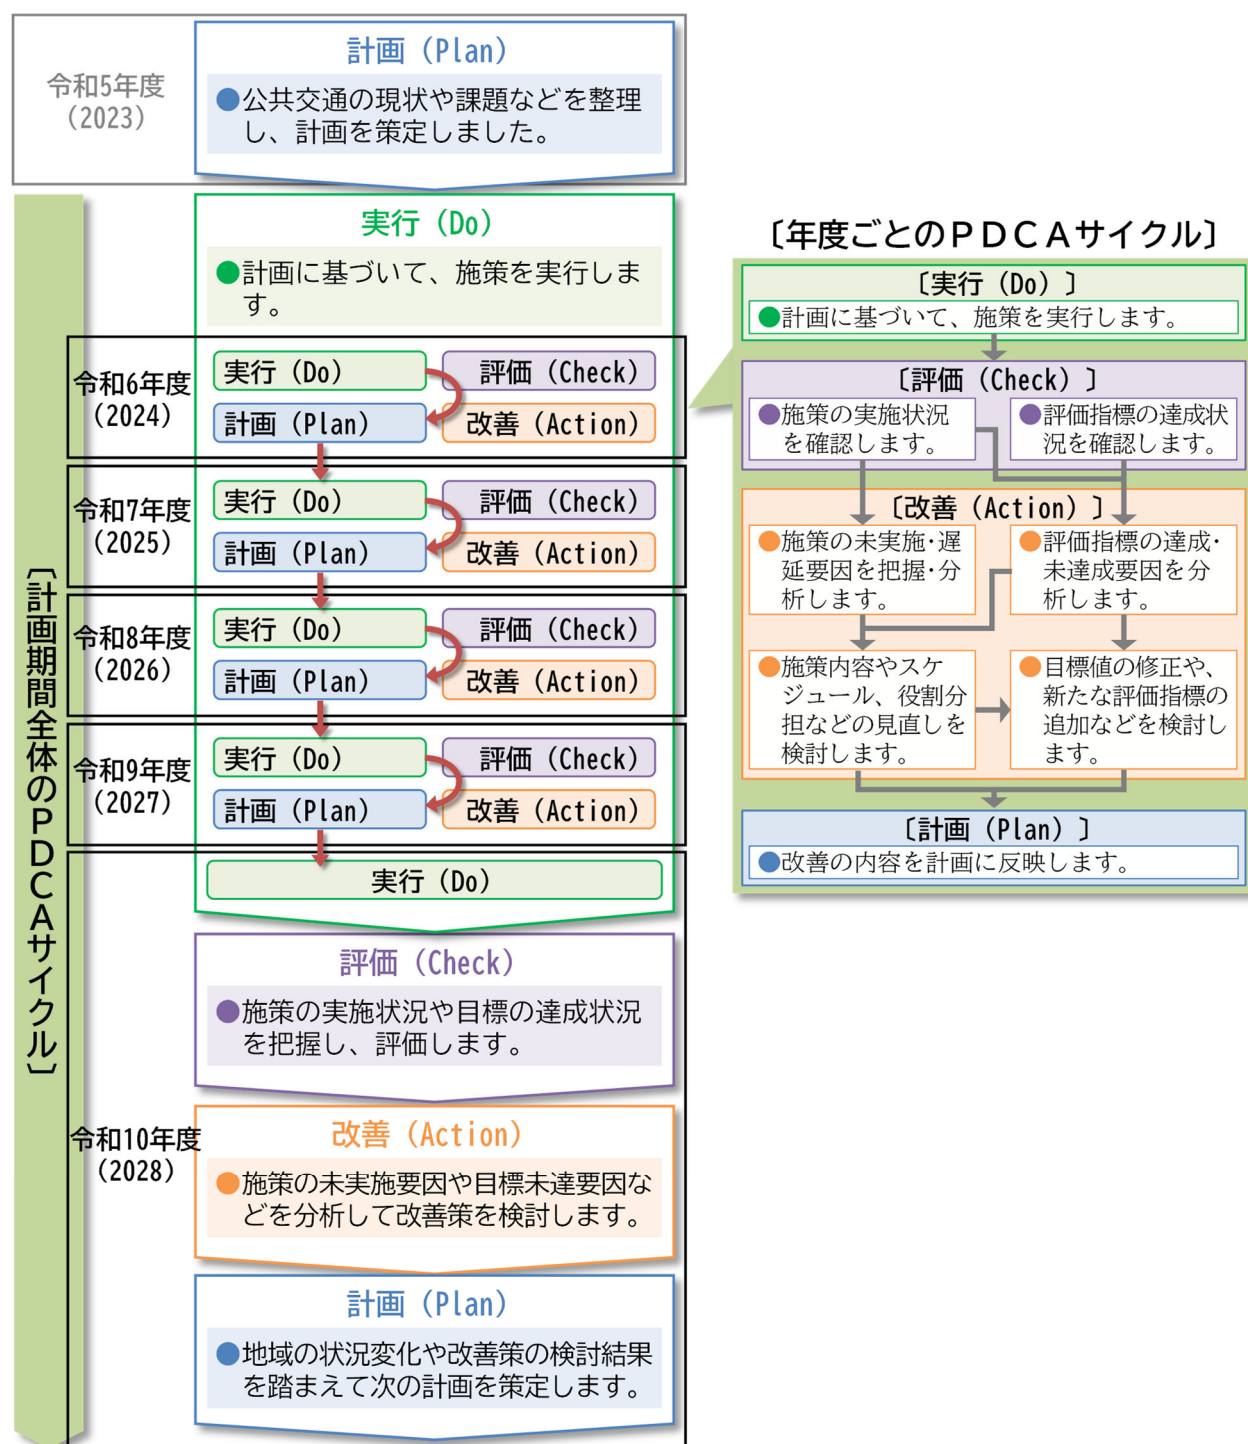 令和5年度
（2023）
計画（Plan）
●公共交通の現状や課題などを整理
し、計画を策定しました。
〔計画期間全体のＰＤＣＡサイクル〕
実行（Do）
●計画に基づいて、施策を実行しま
す。
令和6年度
（2024）
実行（Do）
評価（Check）
計画（Plan）
改善（Action）
令和7年度
（2025）
実行（Do）
評価（Check）
計画（Plan）
改善（Action）
令和8年度
（2026）
実行（Do）
評価（Check）
計画（Plan）
改善（Action）
令和9年度
（2027）
実行（Do）
評価（Check）
計画（Plan）
改善（Action）
令和10年度
（2028）
実行（Do）
評価（Check）
●施策の実施状況や目標の達成状況
を把握し、評価します。
改善（Action）
●施策の未実施要因や目標未達要因な
どを分析して改善策を検討します。
計画（Plan）
●地域の状況変化や改善策の検討結果
を踏まえて次の計画を策定します。
〔年度ごとのＰＤＣＡサイクル〕
〔実行（Do）〕
●計画に基づいて、施策を実行します。
〔評価（Check）〕
●施策の実施状況
を確認します。
●評価指標の達成状
況を確認します。
〔改善（Action）〕
●施策の未実施・遅
延要因を把握・分
析します。
●評価指標の達成・
未達成要因を分
析します。
●施策内容やスケ
ジュール、役割分
担などの見直しを
検討します。
●目標値の修正や、
新たな評価指標の
追加などを検討し
ます。
〔計画（Plan）〕
●改善の内容を計画に反映します。